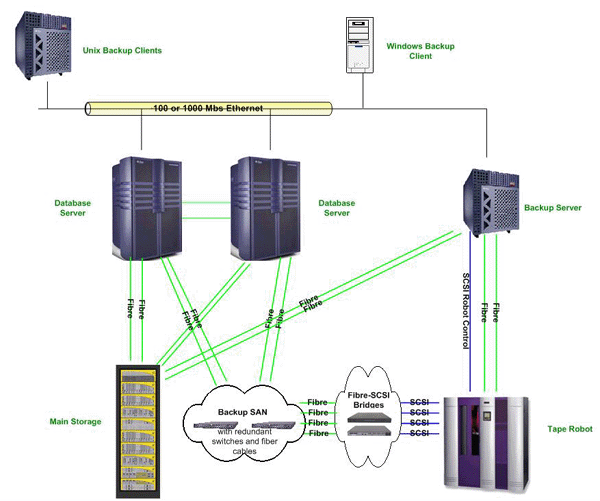 Unix Backup Clients
Windows Backup
Client
100 or 1000 Mbs Ethernet
Database
Server
Database
Server
Backup Server
SCSI Robot Control
Fibre
Fibre
Fibre
Fibre
Fibre
Fibre
Fibre
Fibre
Fibre
Fibre
Main Storage
Backup SAN
with redundant
switches and fiber
cables
Fibre
Fibre
Fibre
Fibre
Fibre-SCSI
Bridges
SCSI
SCSI
SCSI
SCSI
Tape Robot